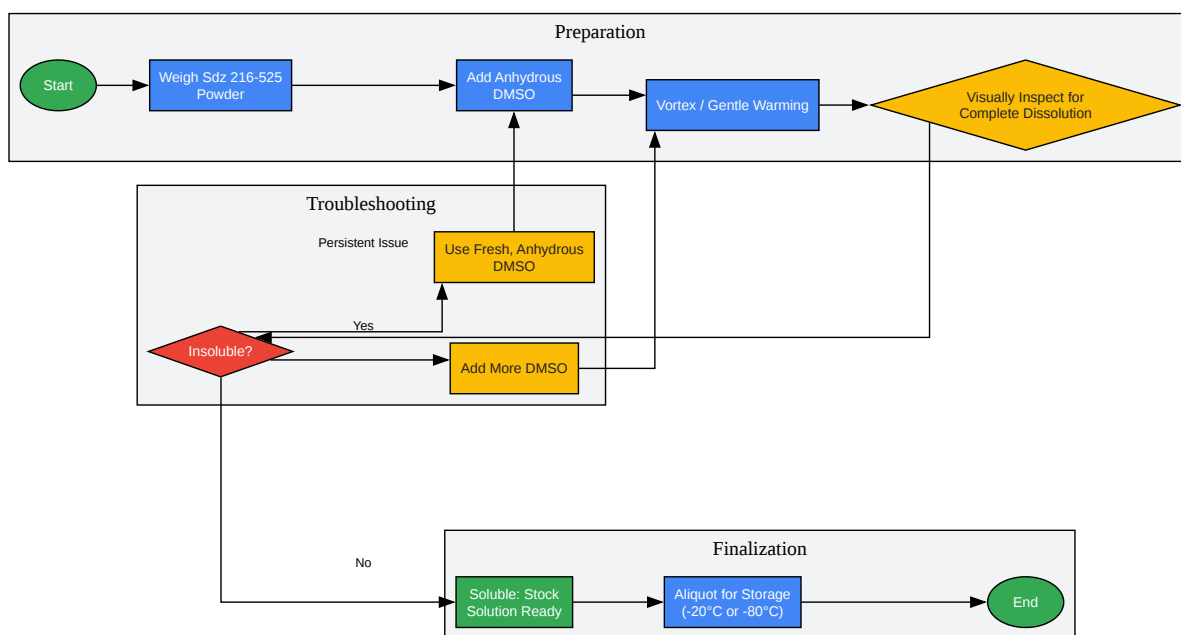 Preparation
Start
Weigh Sdz 216-525
Powder
Add Anhydrous
DMSO
Vortex / Gentle Warming
Visually Inspect for
Complete Dissolution
Troubleshooting
Persistent Issue
Use Fresh, Anhydrous
DMSO
Yes
Insoluble?
Add More DMSO
No
Finalization
Soluble: Stock
Solution Ready
Aliquot for Storage
(-20°C or -80°C)
End